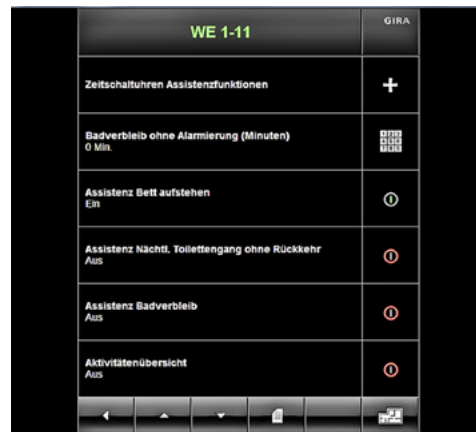 WE 1-11
GIRA
Zeitschaltuhren Assistenzfunktionen
Badverbleib ohne Alarmierung (Minuten)
0 Min.
Assistenz Bett aufstehen
Ein
Assistenz Nächtl. Toilettengang ohne Rückkehr
Aus
Assistenz Badverbleib
Aus
Aktivitätenübersicht
Aus